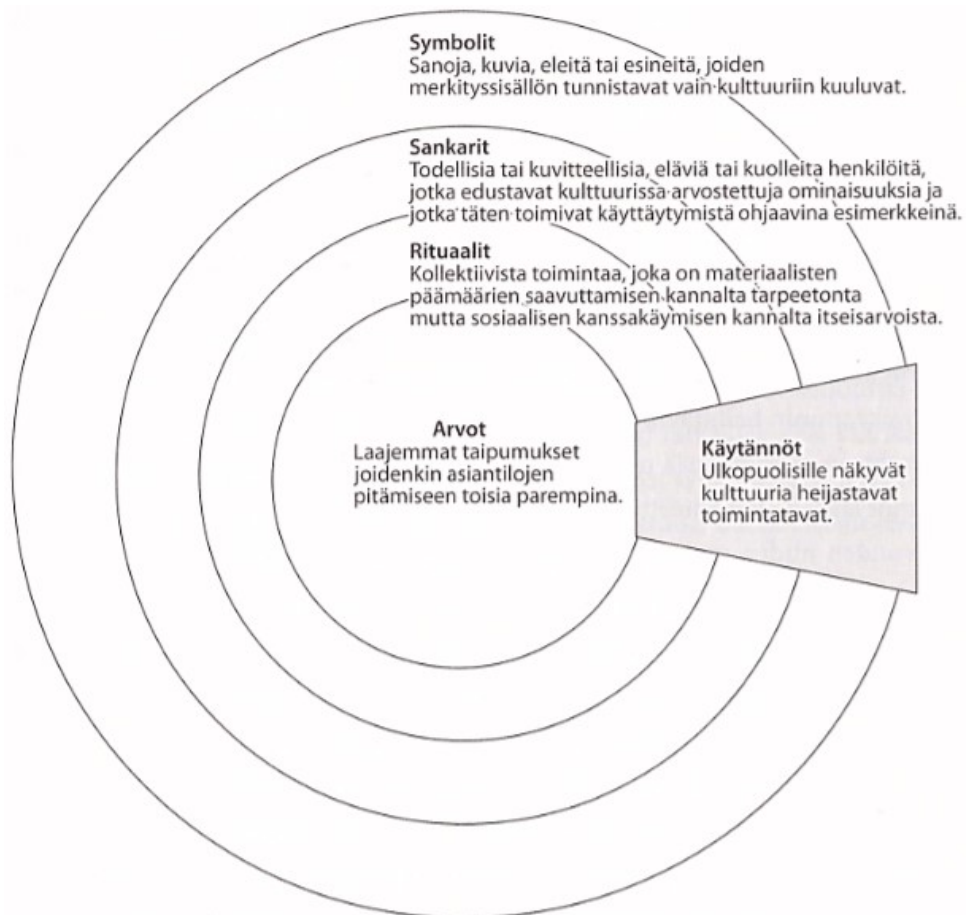 Symbolit
Sanoja, kuvia, eleitä tai esineitä, joiden
merkityssisällön tunnistavat vain kulttuuriin kuuluvat.
Sankarit
Todellisia tai kuvitteellisia, eläviä tai kuolleita henkilöitä,
jotka edustavat kulttuurissa arvostettuja ominaisuuksia ja
jotka täten toimivat käyttäytymistä ohjaavina esimerkkeinä.
Rituaalit
Kollektiivista toimintaa, joka on materiaalisten
päämäärien saavuttamisen kannalta tarpeetonta
mutta sosiaalisen kanssakäymisen kannalta itseisarvoista.
Arvot
Laajemmat taipumukset
joidenkin asiantilojen
pitämiseen toisia parempina.
Käytännöt
Ulkopuolisille näkyvät
kulttuuria heijastavat
toimintatavat.